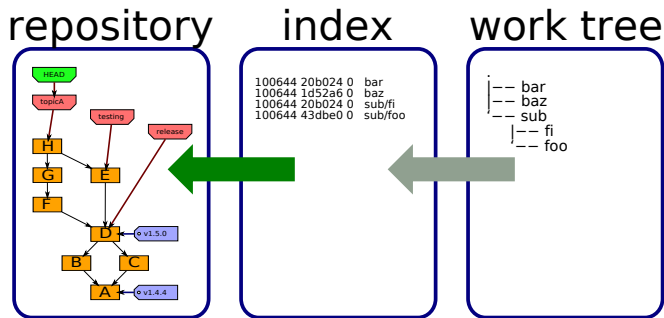 repository
index
work tree
HEAD
topicA
testing
release
H
G
E
F
D
v1.5.0
B
C
A
v1.4.4
100644 20b024 0 bar
100644 1d52a6 0 baz
100644 20b024 0 sub/fi
100644 43dbe0 0 sub/foo
.
|-- bar
|-- baz
`-- sub
|-- fi
`-- foo